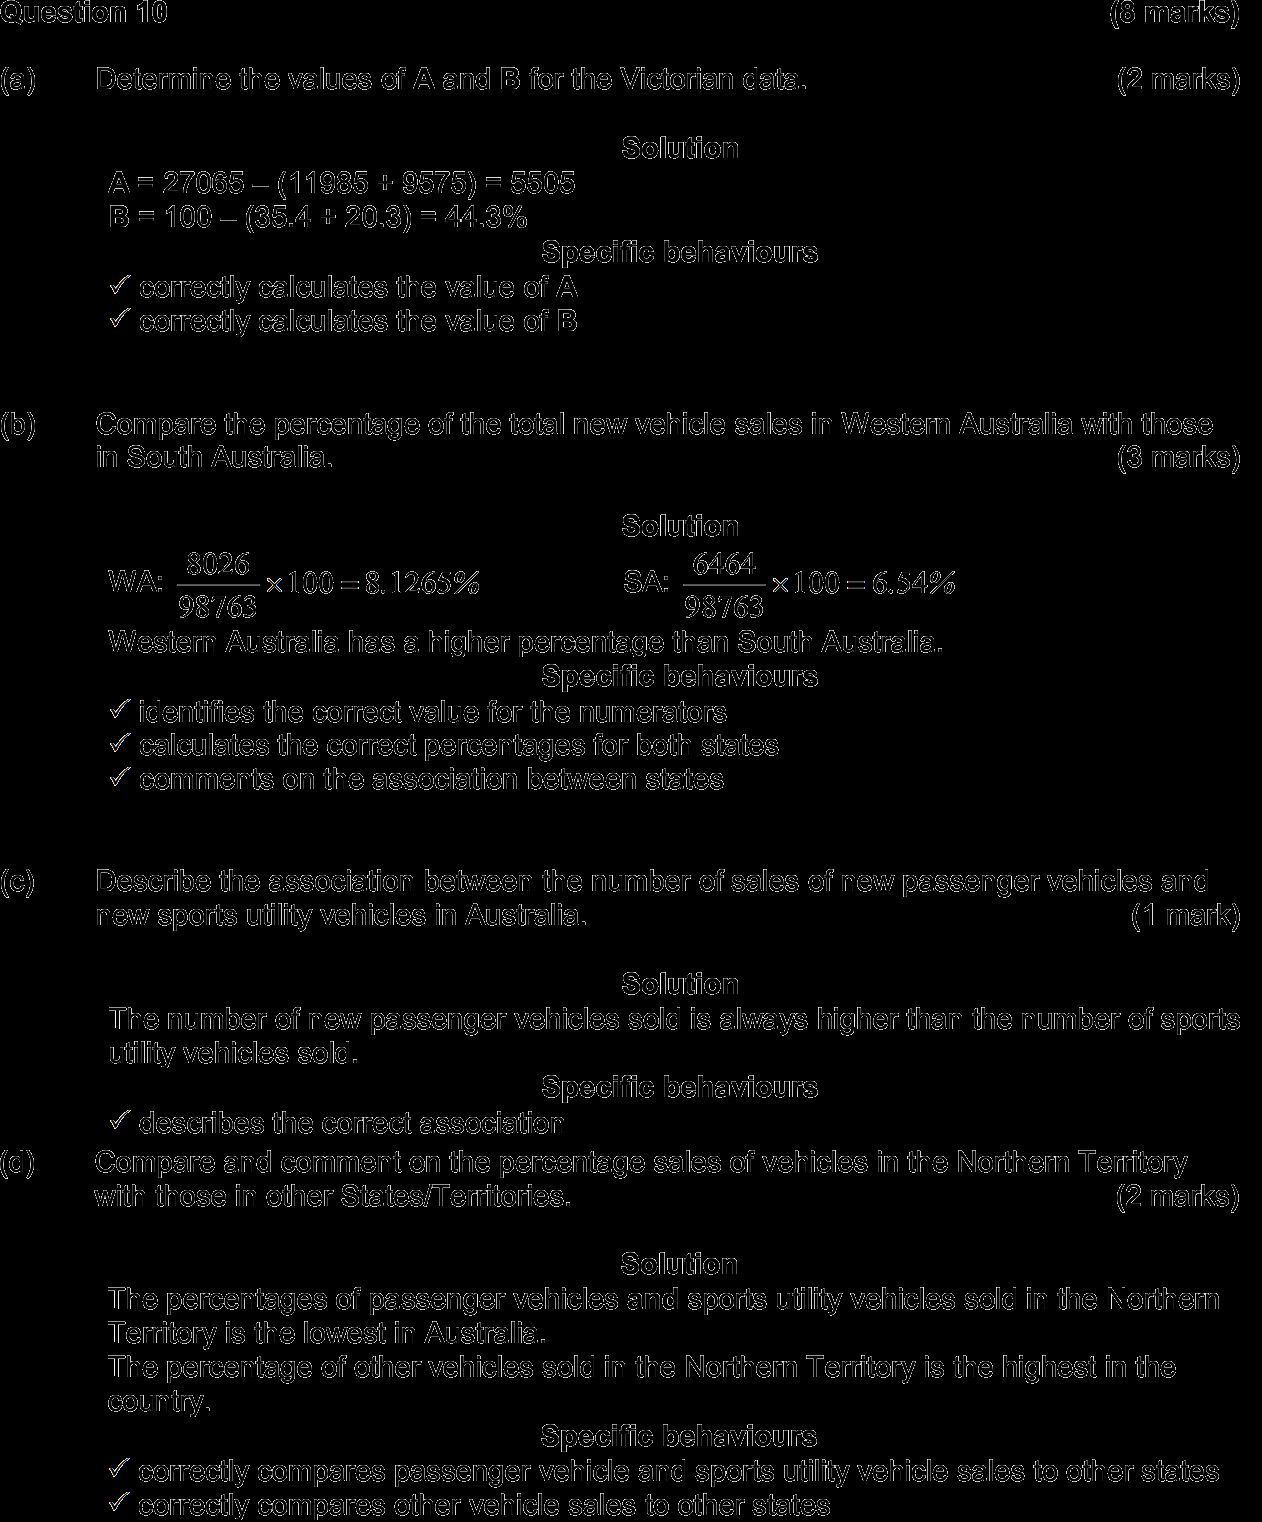 Question 10 (8 marks)
(a) Determine the values of A and B for the Victorian data. (2 marks)
Solution
A = 27065 – (11985 + 9575) = 5505
B = 100 – (35.4 + 20.3) = 44.3%
Specific behaviours
✓ correctly calculates the value of A
✓ correctly calculates the value of B
(b) Compare the percentage of the total new vehicle sales in Western Australia with those
in South Australia. (3 marks)
Solution
WA: 8026/98763 × 100 = 8.1265% SA: 6464/98763 × 100 = 6.54%
Western Australia has a higher percentage than South Australia.
Specific behaviours
✓ identifies the correct value for the numerators
✓ calculates the correct percentages for both states
✓ comments on the association between states
(c) Describe the association between the number of sales of new passenger vehicles and
new sports utility vehicles in Australia. (1 mark)
Solution
The number of new passenger vehicles sold is always higher than the number of sports
utility vehicles sold.
Specific behaviours
✓ describes the correct association
(d) Compare and comment on the percentage sales of vehicles in the Northern Territory
with those in other States/Territories. (2 marks)
Solution
The percentages of passenger vehicles and sports utility vehicles sold in the Northern
Territory is the lowest in Australia.
The percentage of other vehicles sold in the Northern Territory is the highest in the
country.
Specific behaviours
✓ correctly compares passenger vehicle and sports utility vehicle sales to other states
✓ correctly compares other vehicle sales to other states